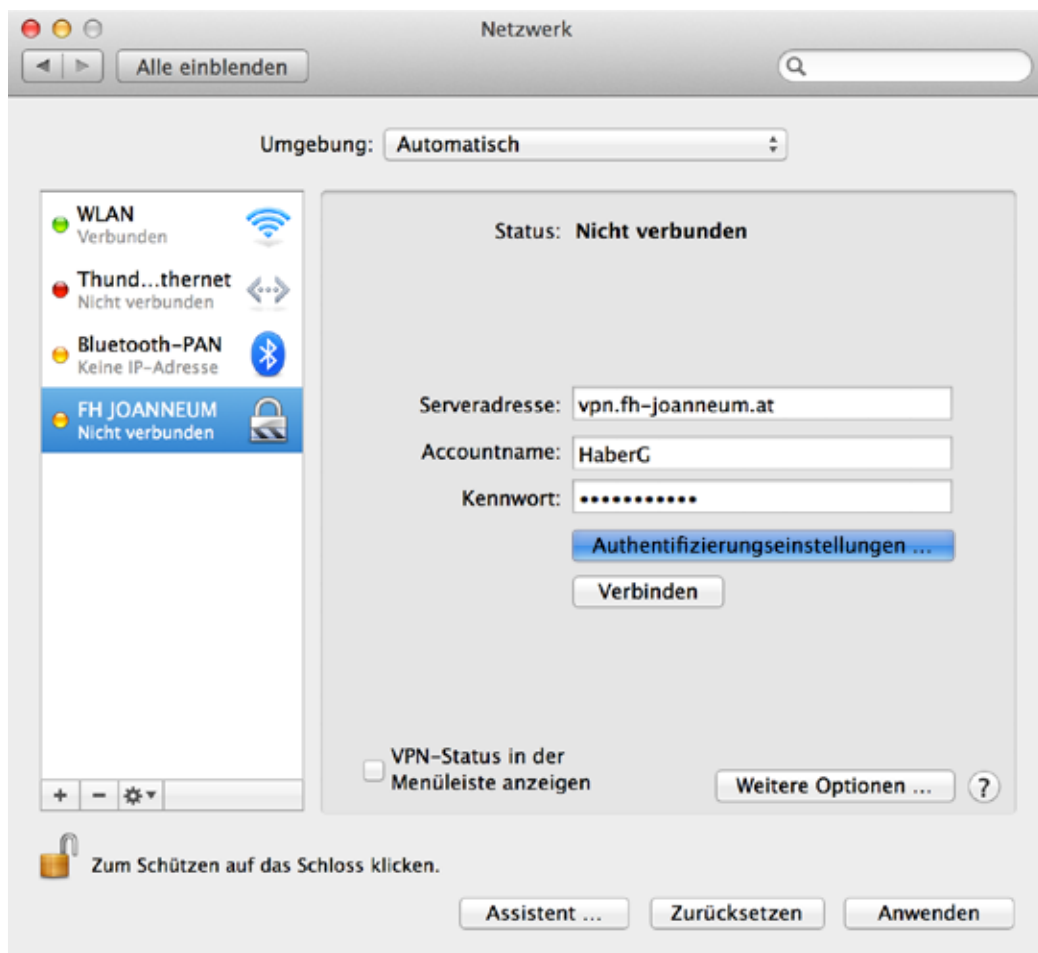 Netzwerk
Alle einblenden
Umgebung: Automatisch
WLAN
Verbunden
Thund...thernet
Nicht verbunden
Bluetooth-PAN
Keine IP-Adresse
FH JOANNEUM
Nicht verbunden
Status: Nicht verbunden
Serveradresse: vpn.fh-joanneum.at
Accountname: HaberG
Kennwort: •••••••••••
Authentifizierungseinstellungen ...
Verbinden
VPN-Status in der
Menüleiste anzeigen
Weitere Optionen ... ?
Zum Schützen auf das Schloss klicken.
Assistent ... Zurücksetzen Anwenden